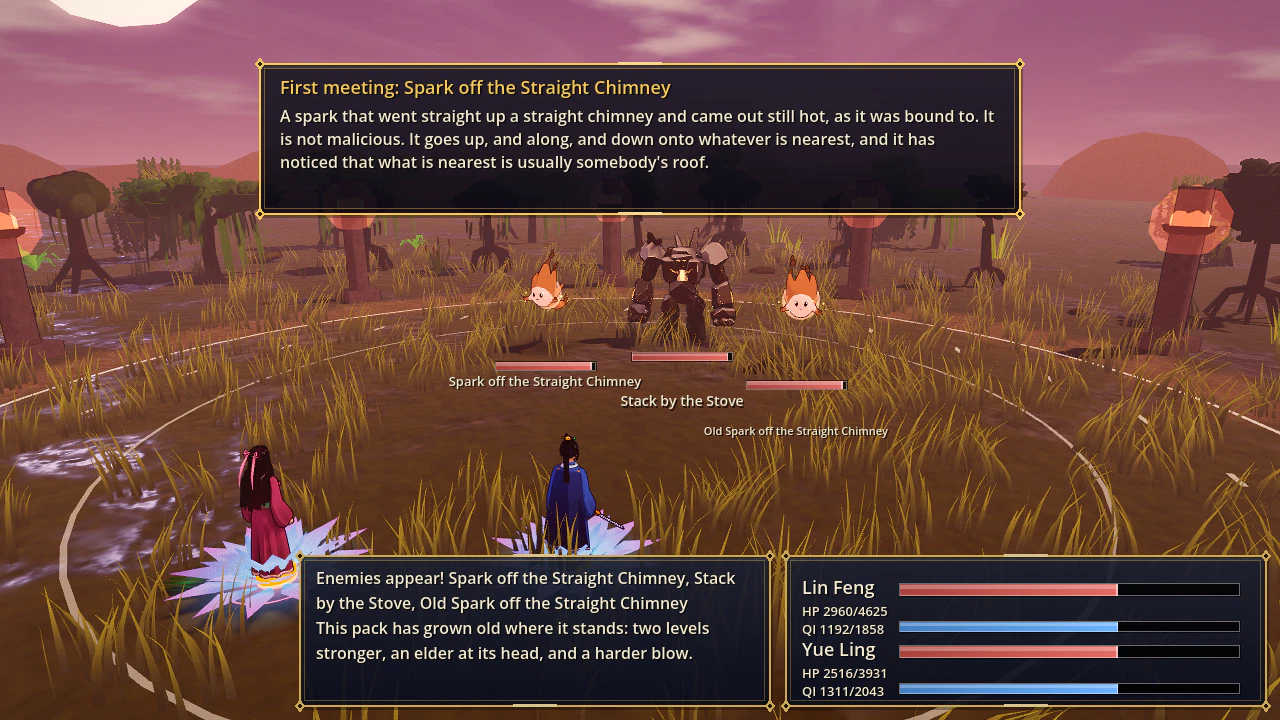 First meeting: Spark off the Straight Chimney
A spark that went straight up a straight chimney and came out still hot, as it was bound to. It
is not malicious. It goes up, and along, and down onto whatever is nearest, and it has
noticed that what is nearest is usually somebody's roof.
Spark off the Straight Chimney
Stack by the Stove
Old Spark off the Straight Chimney
Enemies appear! Spark off the Straight Chimney, Stack
by the Stove, Old Spark off the Straight Chimney
This pack has grown old where it stands: two levels
stronger, an elder at its head, and a harder blow.
Lin Feng
HP 2960/4625
QI 1192/1858
Yue Ling
HP 2516/3931
QI 1311/2043